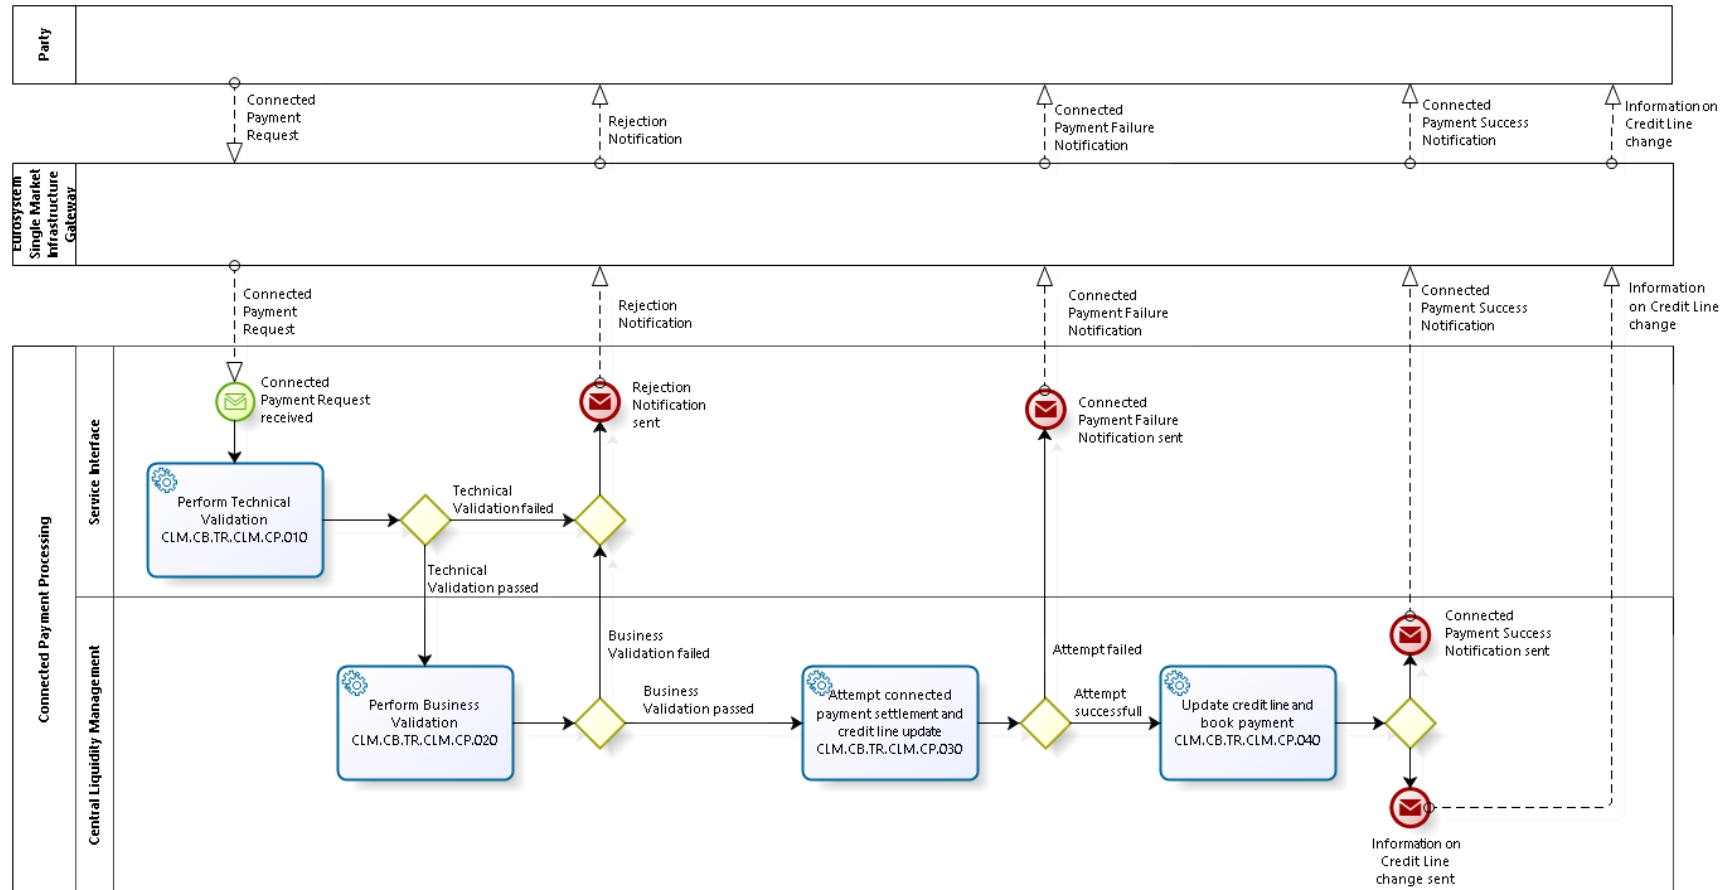 Party
Connected
Payment
Request
Rejection
Notification
Connected
Payment Failure
Notification
Connected
Payment Success
Notification
Information on
Credit Line
change
Eurosystem
Single Market
Infrastructure
Gateway
Connected
Payment
Request
Rejection
Notification
Connected
Payment Failure
Notification
Connected
Payment Success
Notification
Information
on Credit Line
change
Connected Payment Processing
Service Interface
Connected
Payment Request
received
Rejection
Notification
sent
Connected
Payment Failure
Notification sent
Perform Technical
Validation
CLM.CB.TR.CLM.CP.010
Technical
Validation failed
Technical
Validation passed
Central Liquidity Management
Perform Business
Validation
CLM.CB.TR.CLM.CP.020
Business
Validation failed
Business
Validation passed
Attempt connected
payment settlement and
credit line update
CLM.CB.TR.CLM.CP.030
Attempt failed
Attempt
successfull
Update credit line and
book payment
CLM.CB.TR.CLM.CP.040
Connected
Payment Success
Notification sent
Information on
Credit Line
change sent